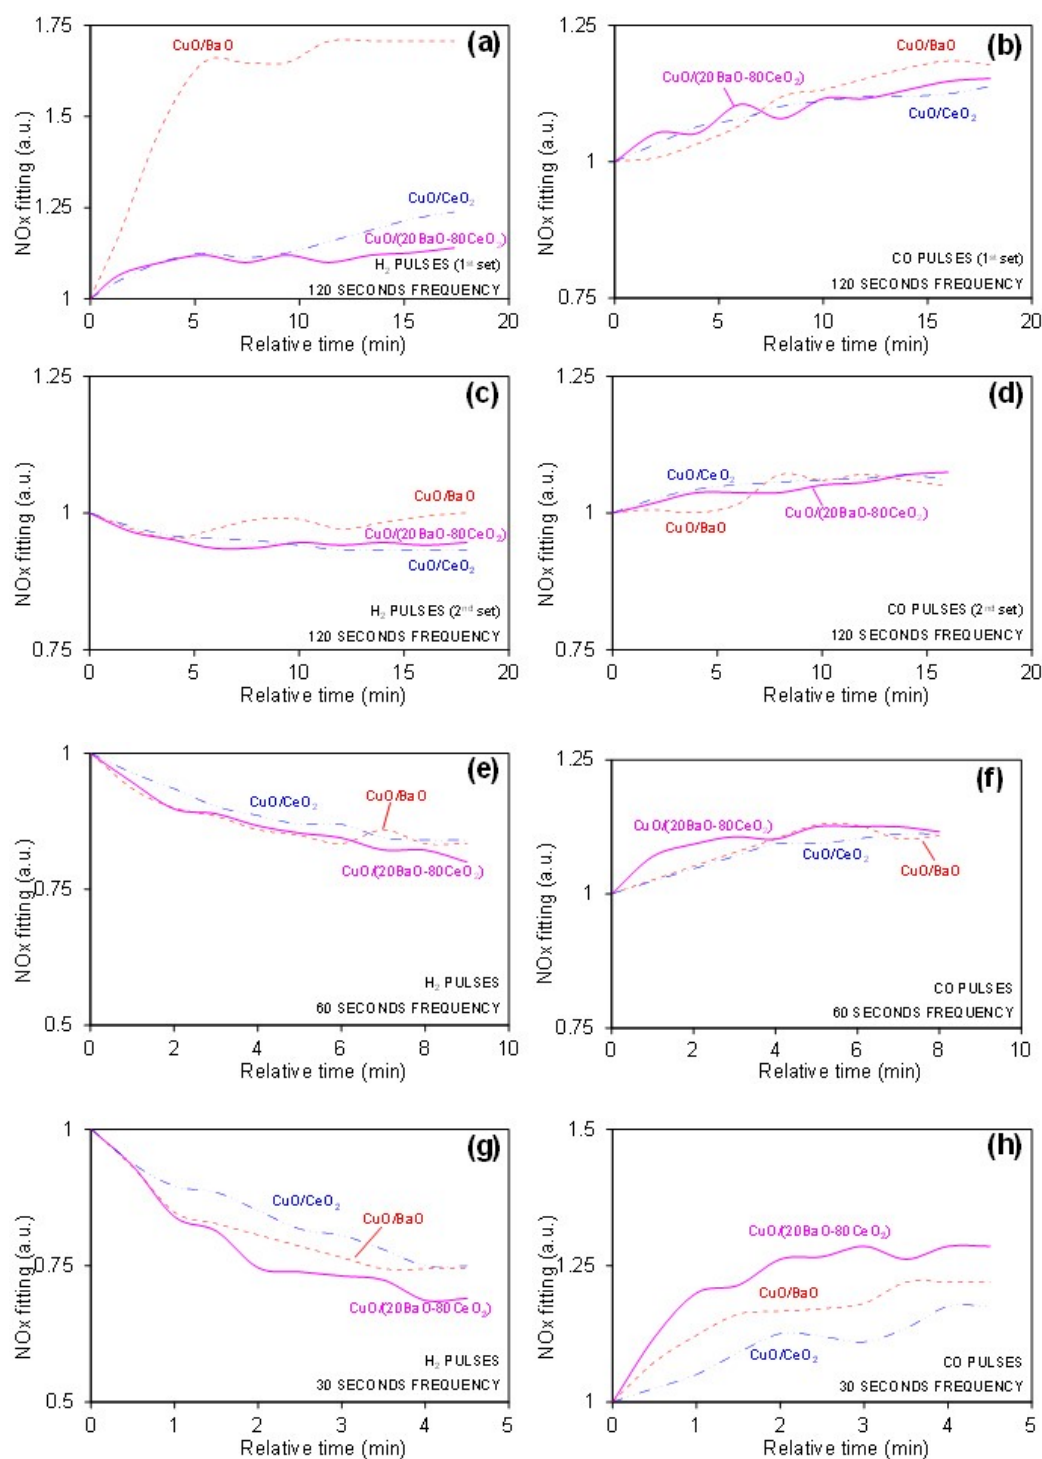 (a)
1.75
1.5
1.25
1
NOx fitting (a.u.)
CuO/BaO
CuO/CeO₂
CuO/(20BaO-80CeO₂)
H₂ PULSES (1ˢᵗ set)
120 SECONDS FREQUENCY
0 5 10 15 20
Relative time (min)
(b)
1.25
1
0.75
NOx fitting (a.u.)
CuO/BaO
CuO/(20BaO-80CeO₂)
CuO/CeO₂
CO PULSES (1ˢᵗ set)
120 SECONDS FREQUENCY
0 5 10 15 20
Relative time (min)
(c)
1.25
1
0.75
NOx fitting (a.u.)
CuO/BaO
CuO/(20BaO-80CeO₂)
CuO/CeO₂
H₂ PULSES (2ⁿᵈ set)
120 SECONDS FREQUENCY
0 5 10 15 20
Relative time (min)
(d)
1.25
1
0.75
NOx fitting (a.u.)
CuO/CeO₂
CuO/BaO
CuO/(20BaO-80CeO₂)
CO PULSES (2ⁿᵈ set)
120 SECONDS FREQUENCY
0 5 10 15 20
Relative time (min)
(e)
1
0.75
0.5
NOx fitting (a.u.)
CuO/BaO
CuO/CeO₂
CuO/(20BaO-80CeO₂)
H₂ PULSES
60 SECONDS FREQUENCY
0 2 4 6 8 10
Relative time (min)
(f)
1.25
1
0.75
NOx fitting (a.u.)
CuO/(20BaO-80CeO₂)
CuO/CeO₂
CuO/BaO
CO PULSES
60 SECONDS FREQUENCY
0 2 4 6 8 10
Relative time (min)
(g)
1
0.75
0.5
NOx fitting (a.u.)
CuO/CeO₂
CuO/BaO
CuO/(20BaO-80CeO₂)
H₂ PULSES
30 SECONDS FREQUENCY
0 1 2 3 4 5
Relative time (min)
(h)
1.5
1.25
1
NOx fitting (a.u.)
CuO/(20BaO-80CeO₂)
CuO/BaO
CuO/CeO₂
CO PULSES
30 SECONDS FREQUENCY
0 1 2 3 4 5
Relative time (min)